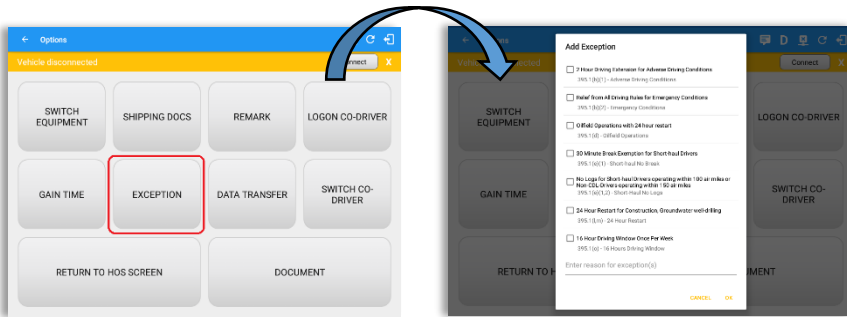 Options
Vehicle disconnected
Connect
X
SWITCH
EQUIPMENT
SHIPPING DOCS
REMARK
LOGON CO-DRIVER
GAIN TIME
EXCEPTION
DATA TRANSFER
SWITCH CO-
DRIVER
RETURN TO HOS SCREEN
DOCUMENT
Add Exception
2 Hour Driving Extension for Adverse Driving Conditions
395.1(b)(1) - Adverse Driving Conditions
Relief from All Driving Rules for Emergency Conditions
395.1(b)(2) - Emergency Conditions
Oilfield Operations with 24 hour restart
395.1(d) - Oilfield Operations
30 Minute Break Exemption for Short-haul Drivers
395.1(e)(1) - Short Haul No Break
No Logs for Short-haul Drivers operating within 100 air miles or
Non-CDL Drivers operating within 150 air miles
395.1(e)(1,2) - Short Haul No Logs
24 Hour Restart for Construction, Groundwater well-drilling
395.1(l,m) - 24 Hour Restart
16 Hour Driving Window Once Per Week
395.1(o) - 16 Hours Driving Window
Enter reason for exception(s)
CANCEL OK
D
Connect
X
SWITCH
EQUIPMENT
LOGON CO-DRIVER
GAIN TIME
SWITCH CO-
DRIVER
RETURN TO H
MENT